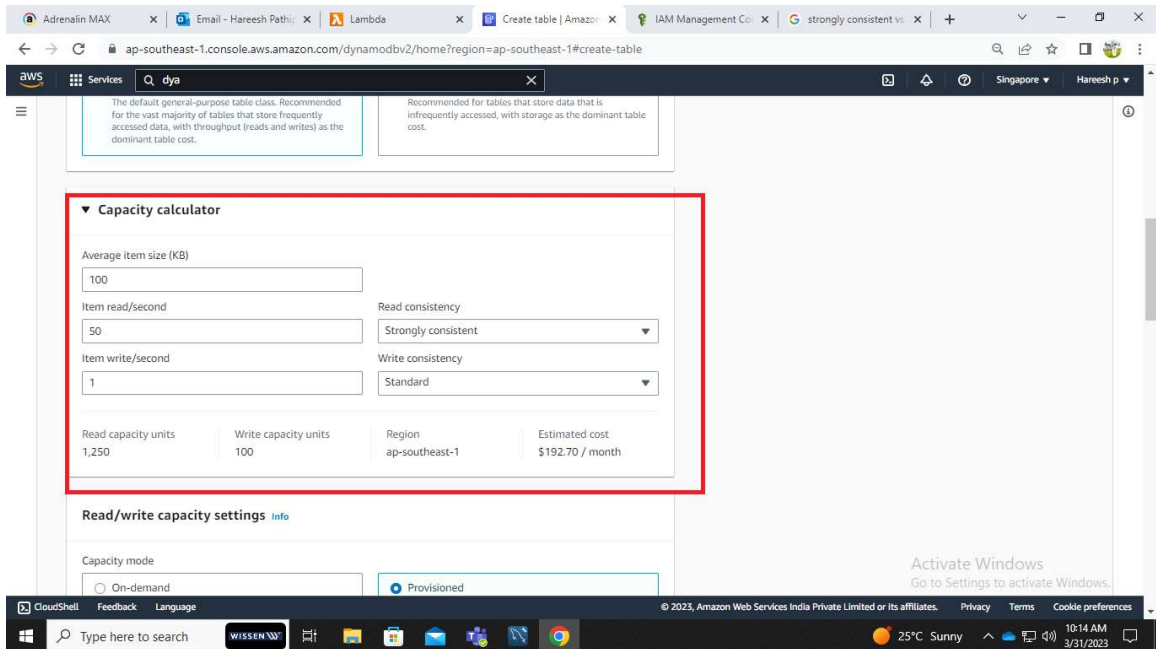 Adrenalin MAX
Email - Hareesh Pathip
Lambda
Create table | Amazon
IAM Management Co
strongly consistent vs
ap-southeast-1.console.aws.amazon.com/dynamodbv2/home?region=ap-southeast-1#create-table
aws Services dya Singapore Hareesh p
The default general-purpose table class. Recommended
for the vast majority of tables that store frequently
accessed data, with throughput (reads and writes) as the
dominant table cost.
Recommended for tables that store data that is
infrequently accessed, with storage as the dominant table
cost.
Capacity calculator
Average item size (KB)
100
Item read/second
50
Read consistency
Strongly consistent
Item write/second
1
Write consistency
Standard
Read capacity units
1,250
Write capacity units
100
Region
ap-southeast-1
Estimated cost
$192.70 / month
Read/write capacity settings Info
Capacity mode
On-demand
Provisioned
Activate Windows
Go to Settings to activate Windows.
CloudShell Feedback Language © 2023, Amazon Web Services India Private Limited or its affiliates. Privacy Terms Cookie preferences
Type here to search
WISSEN
25°C Sunny
10:14 AM
3/31/2023